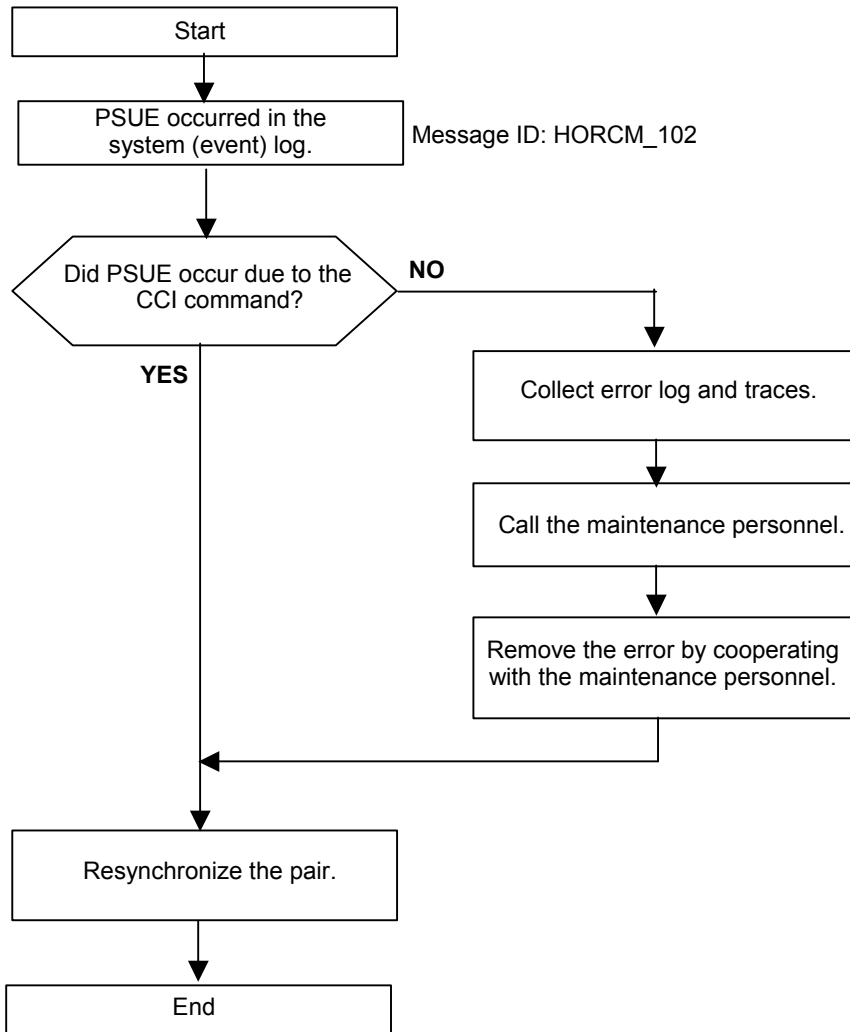 Start
PSUE occurred in the
system (event) log.
Message ID: HORCM_102
Did PSUE occur due to the
CCI command?
NO
YES
Collect error log and traces.
Call the maintenance personnel.
Remove the error by cooperating
with the maintenance personnel.
Resynchronize the pair.
End